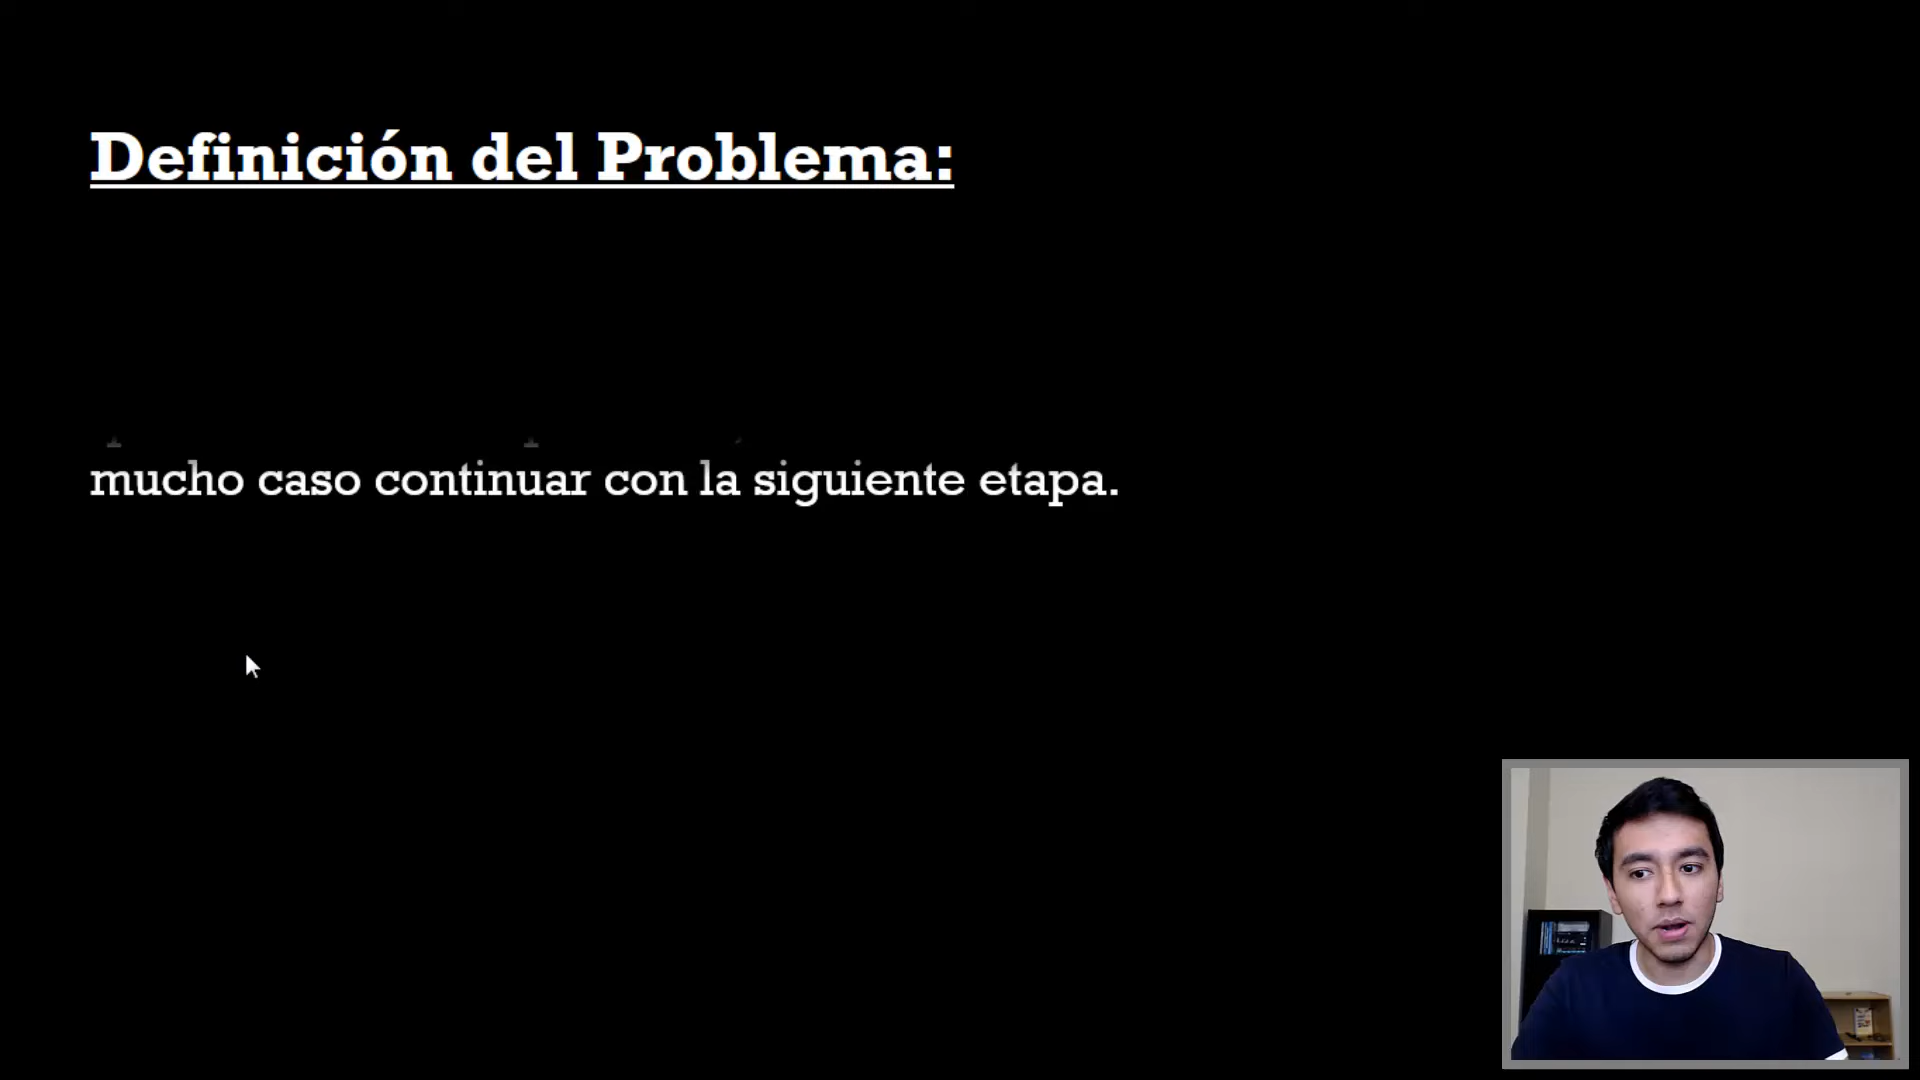 Definición del Problema:
mucho caso continuar con la siguiente etapa.